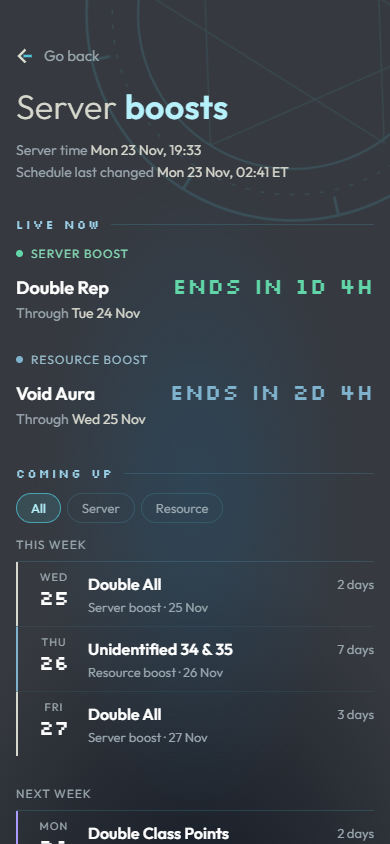 Go back
Server boosts
Server time Mon 23 Nov, 19:33
Schedule last changed Mon 23 Nov, 02:41 ET
LIVE NOW
SERVER BOOST
Double Rep
ENDS IN 1D 4H
Through Tue 24 Nov
RESOURCE BOOST
Void Aura
ENDS IN 2D 4H
Through Wed 25 Nov
COMING UP
All Server Resource
THIS WEEK
WED
25
Double All
2 days
Server boost · 25 Nov
THU
26
Unidentified 34 & 35
7 days
Resource boost · 26 Nov
FRI
27
Double All
3 days
Server boost · 27 Nov
NEXT WEEK
MON
Double Class Points
2 days